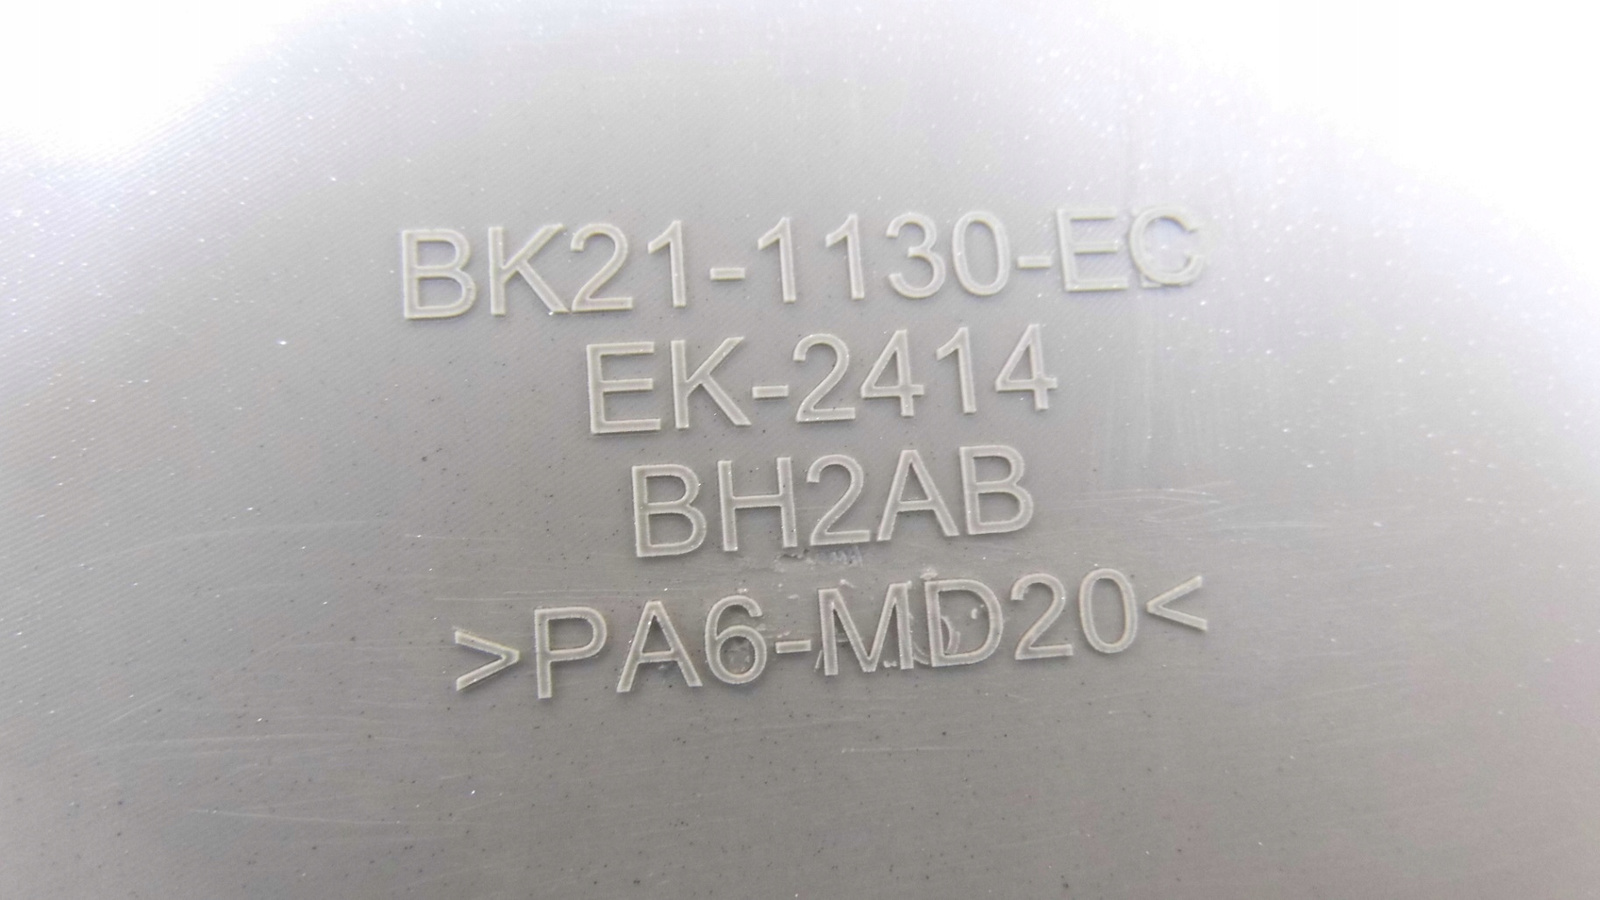 BK21-1130-EC
EK-2414
BH2AB
>PA6-MD20<